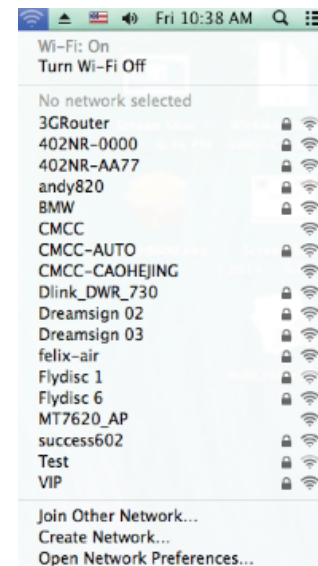 Fri 10:38 AM
Wi-Fi: On
Turn Wi-Fi Off
No network selected
3GRouter
402NR-0000
402NR-AA77
andy820
BMW
CMCC
CMCC-AUTO
CMCC-CAOHEJING
Dlink_DWR_730
Dreamsign 02
Dreamsign 03
felix-air
Flydisc 1
Flydisc 6
MT7620_AP
success602
Test
VIP
Join Other Network...
Create Network...
Open Network Preferences...